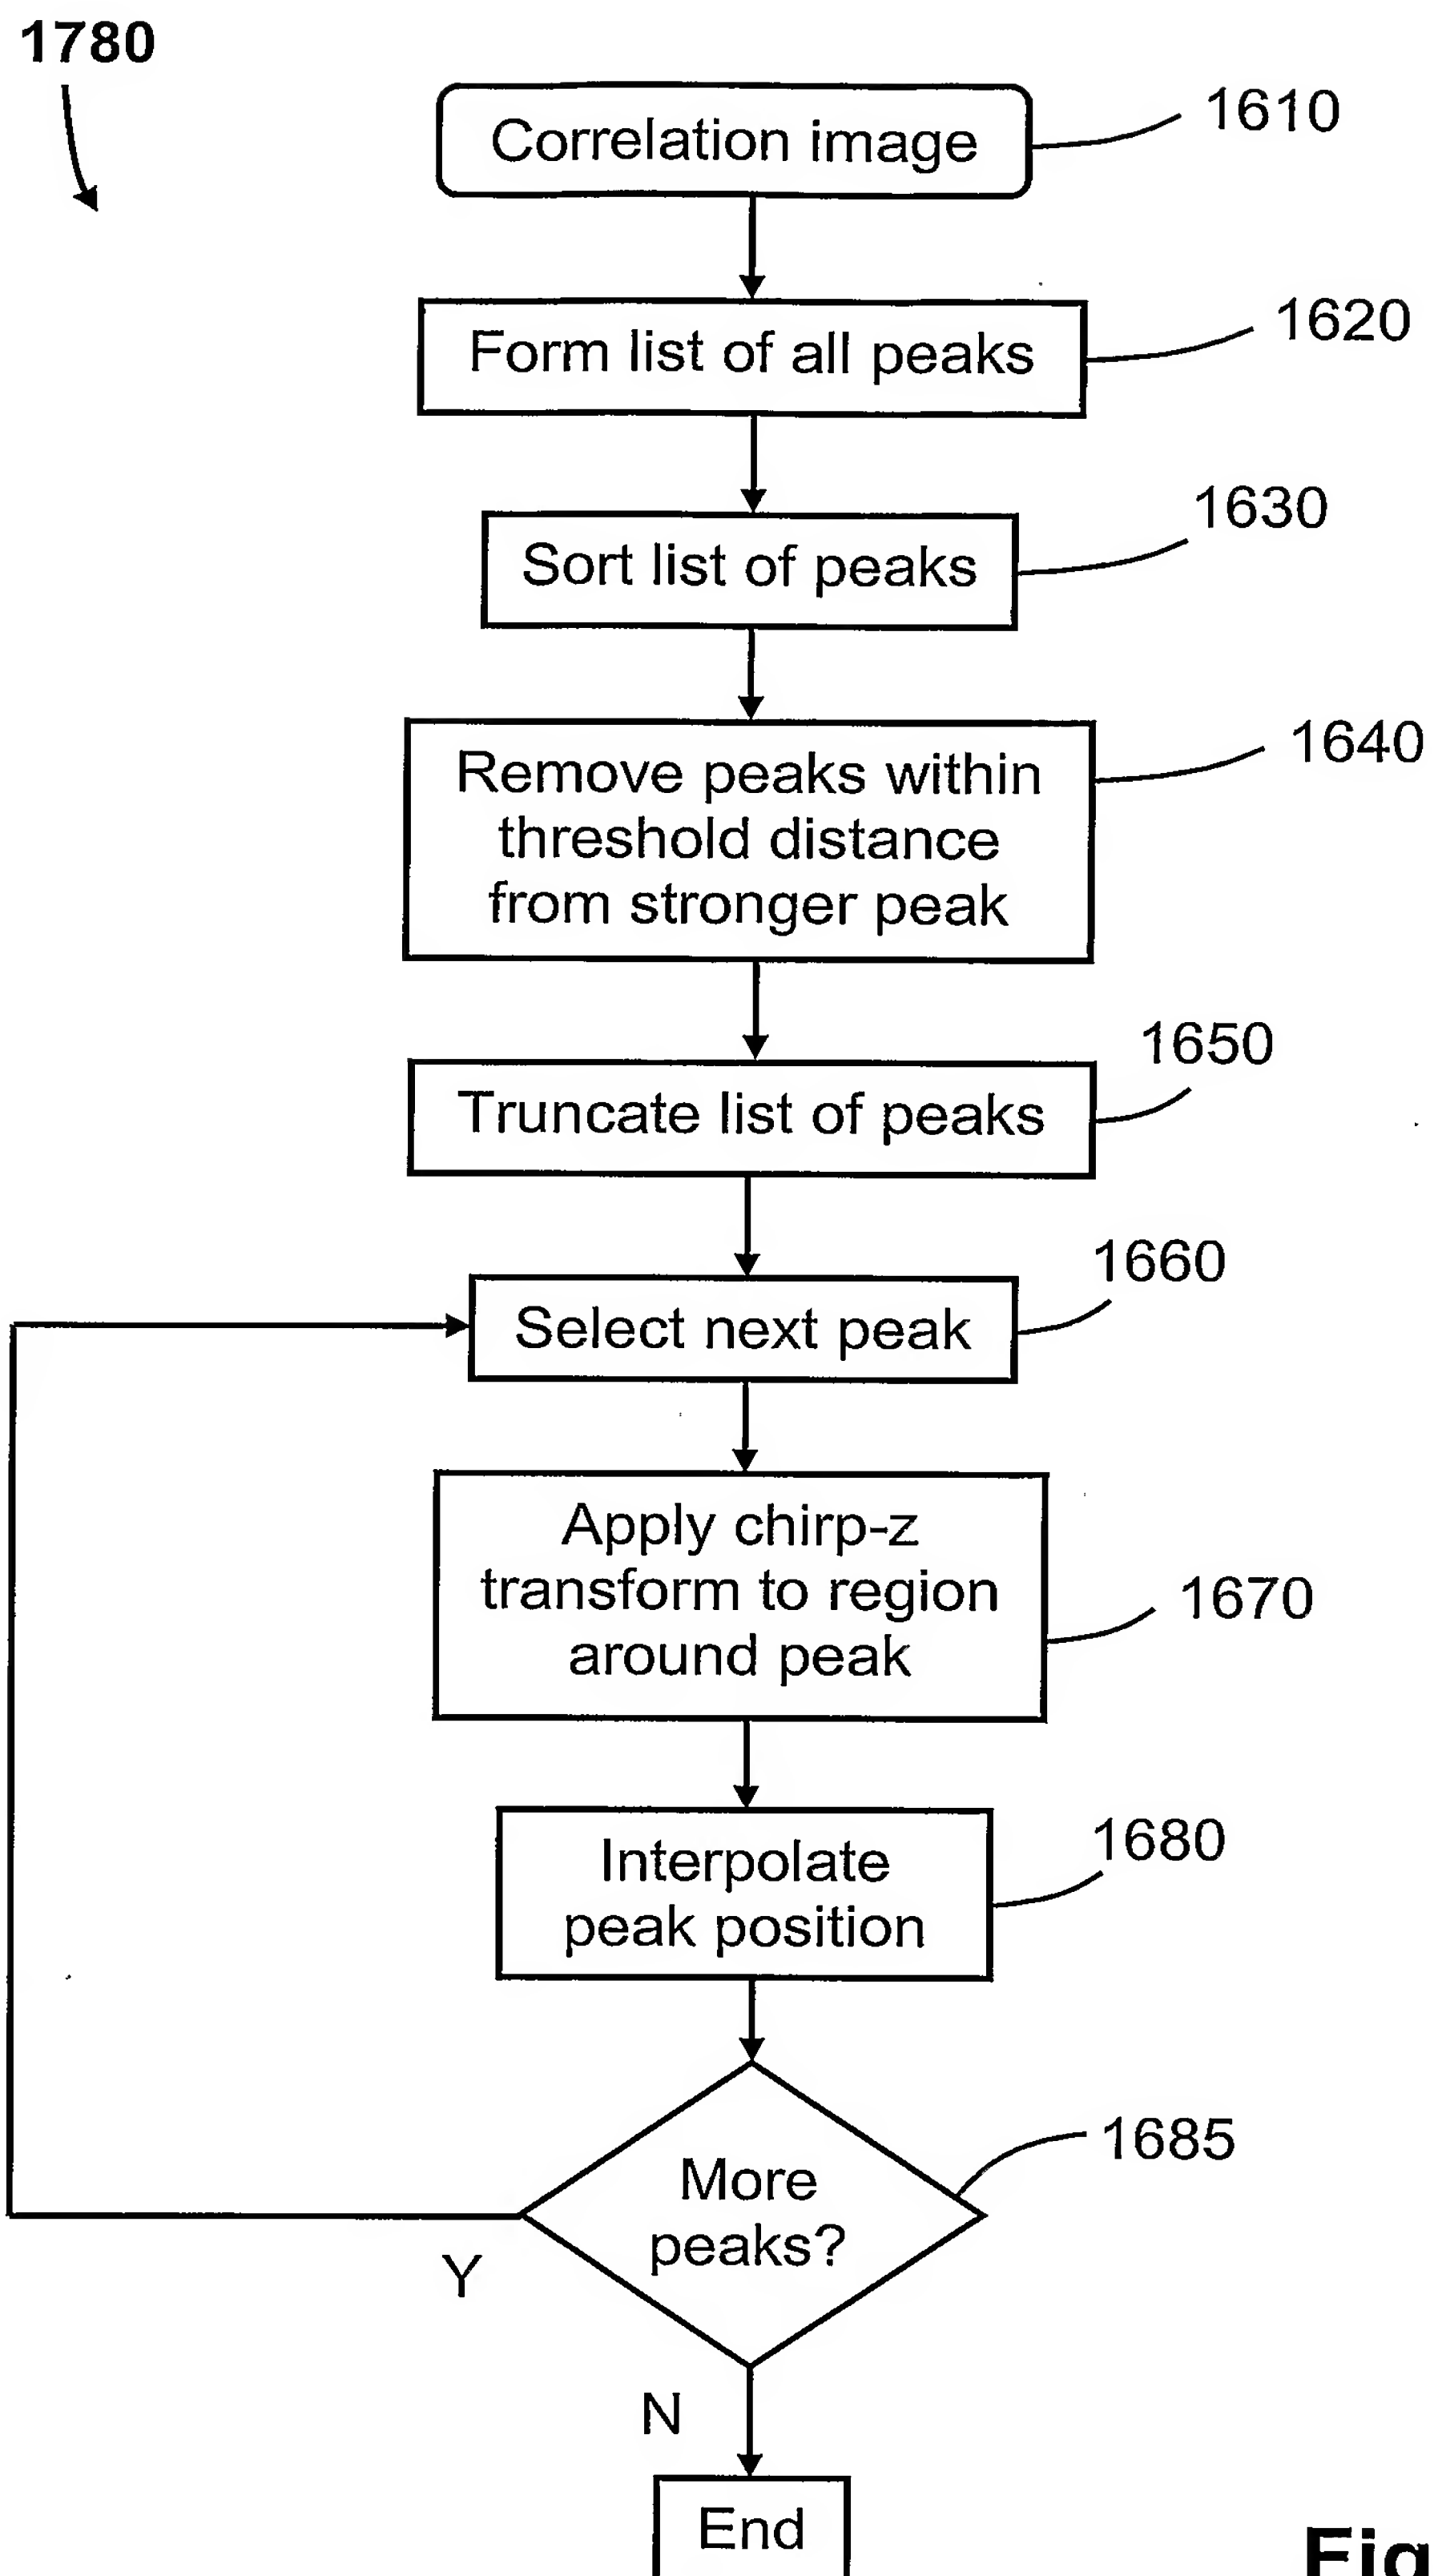 1780
Correlation image
1610
Form list of all peaks
1620
Sort list of peaks
1630
Remove peaks within
threshold distance
from stronger peak
1640
Truncate list of peaks
1650
Select next peak
1660
Apply chirp-z
transform to region
around peak
1670
Interpolate
peak position
1680
More
peaks?
1685
Y
N
End
Fig